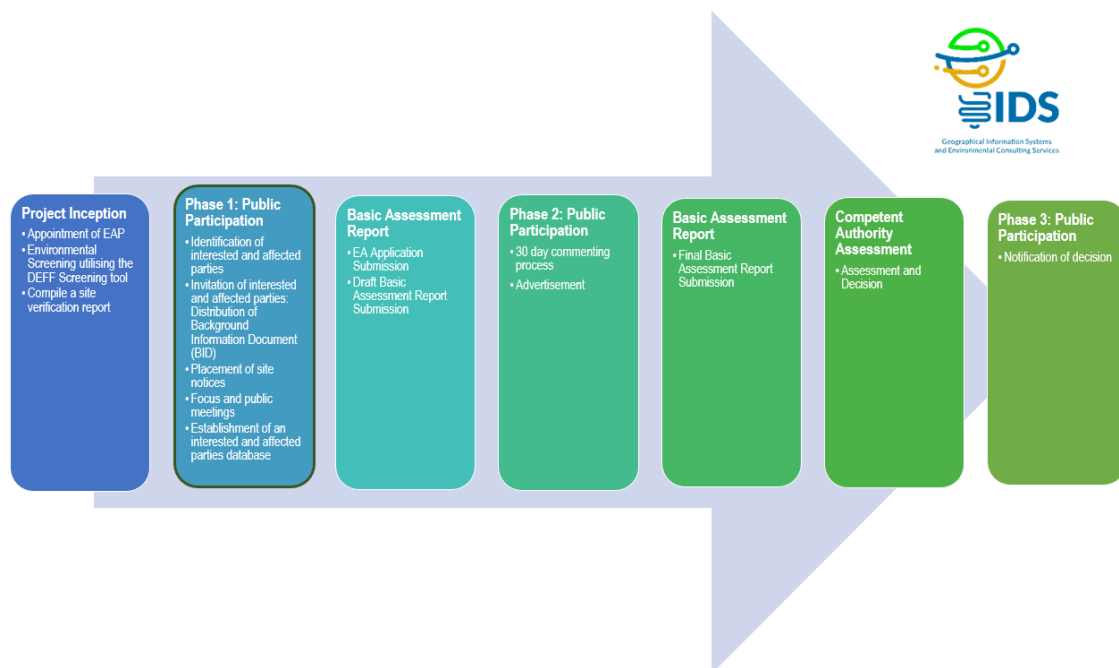 IDS
Geographical Information Systems
and Environmental Consulting Services
Project Inception
• Appointment of EAP
• Environmental
Screening utilising the
DEFF Screening tool
• Compile a site
verification report
Phase 1: Public
Participation
• Identification of
interested and affected
parties
• Invitation of interested
and affected parties:
Distribution of
Background
Information Document
(BID)
• Placement of site
notices
• Focus and public
meetings
• Establishment of an
interested and affected
parties database
Basic Assessment
Report
• EA Application
Submission
• Draft Basic
Assessment Report
Submission
Phase 2: Public
Participation
• 30 day commenting
process
• Advertisement
Basic Assessment
Report
• Final Basic
Assessment Report
Submission
Competent
Authority
Assessment
• Assessment and
Decision
Phase 3: Public
Participation
• Notification of decision